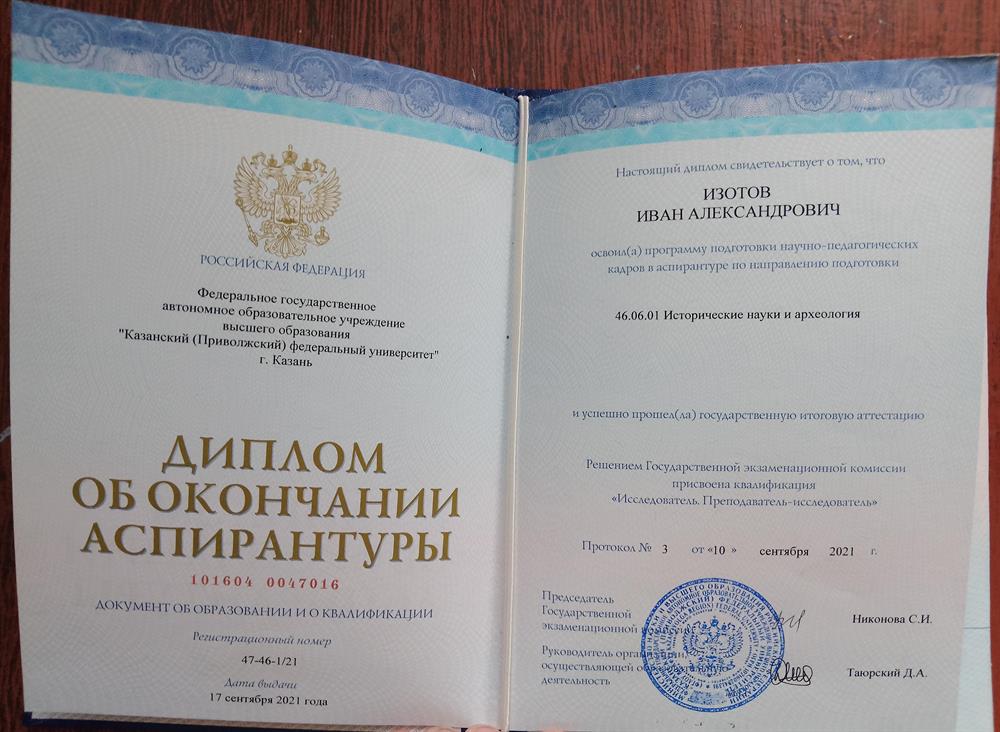 РОССИЙСКАЯ ФЕДЕРАЦИЯ
Федеральное государственное
автономное образовательное учреждение
высшего образования
"Казанский (Приволжский) федеральный университет"
г. Казань
ДИПЛОМ
ОБ ОКОНЧАНИИ
АСПИРАНТУРЫ
101604 0047016
ДОКУМЕНТ ОБ ОБРАЗОВАНИИ И О КВАЛИФИКАЦИИ
Регистрационный номер
47-46-1/21
Дата выдачи
17 сентября 2021 года
Настоящий диплом свидетельствует о том, что
ИЗОТОВ
ИВАН АЛЕКСАНДРОВИЧ
освоил(а) программу подготовки научно-педагогических
кадров в аспирантуре по направлению подготовки
46.06.01 Исторические науки и археология
и успешно прошел(ла) государственную итоговую аттестацию
Решением Государственной экзаменационной комиссии
присвоена квалификация
«Исследователь. Преподаватель-исследователь»
Протокол № 3 от «10 » сентября 2021 г.
Председатель
Государственной
экзаменационной комиссии
Никонова С.И.
Руководитель организации,
осуществляющей образовательную
деятельность
Таюрский Д.А.